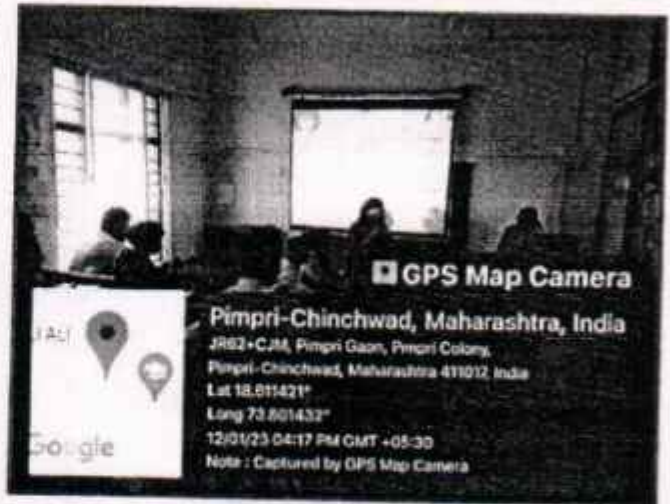 GPS Map Camera
Pimpri-Chinchwad, Maharashtra, India
JR62+CJM, Pimpri Gaon, Pimpri Colony,
Pimpri-Chinchwad, Maharashtra 411012, India
Lat 18.611421°
Long 73.801432°
12/01/23 04:17 PM GMT +05:30
Note : Captured by GPS Map Camera
Google